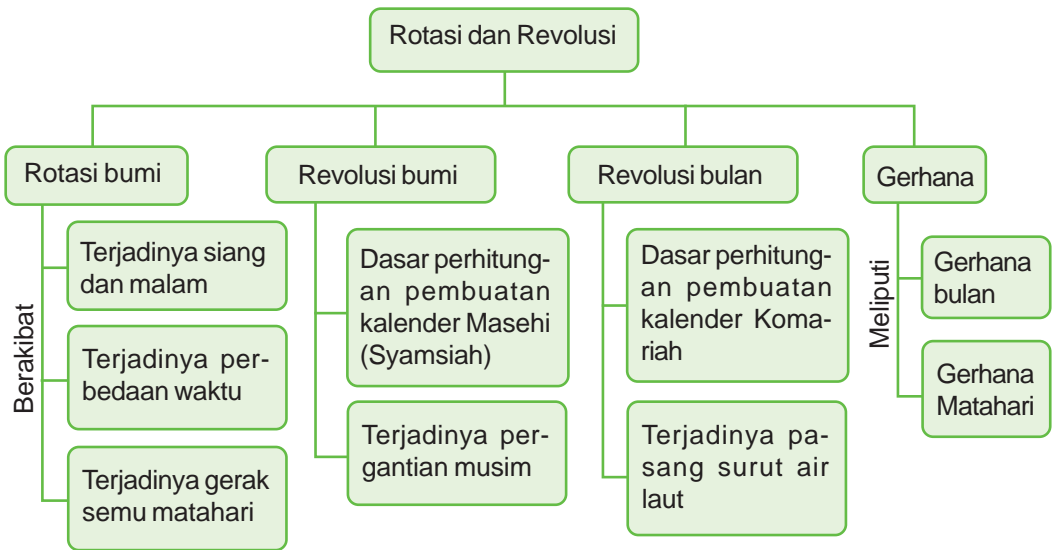 Rotasi dan Revolusi
Rotasi bumi
Berakibat
Terjadinya siang
dan malam
Terjadinya per-
bedaan waktu
Terjadinya gerak
semu matahari
Revolusi bumi
Dasar perhitung-
an pembuatan
kalender Masehi
(Syamsiah)
Terjadinya per-
gantian musim
Revolusi bulan
Dasar perhitung-
an pembuatan
kalender Koma-
riah
Terjadinya pa-
sang surut air
laut
Gerhana
Meliputi
Gerhana
bulan
Gerhana
Matahari